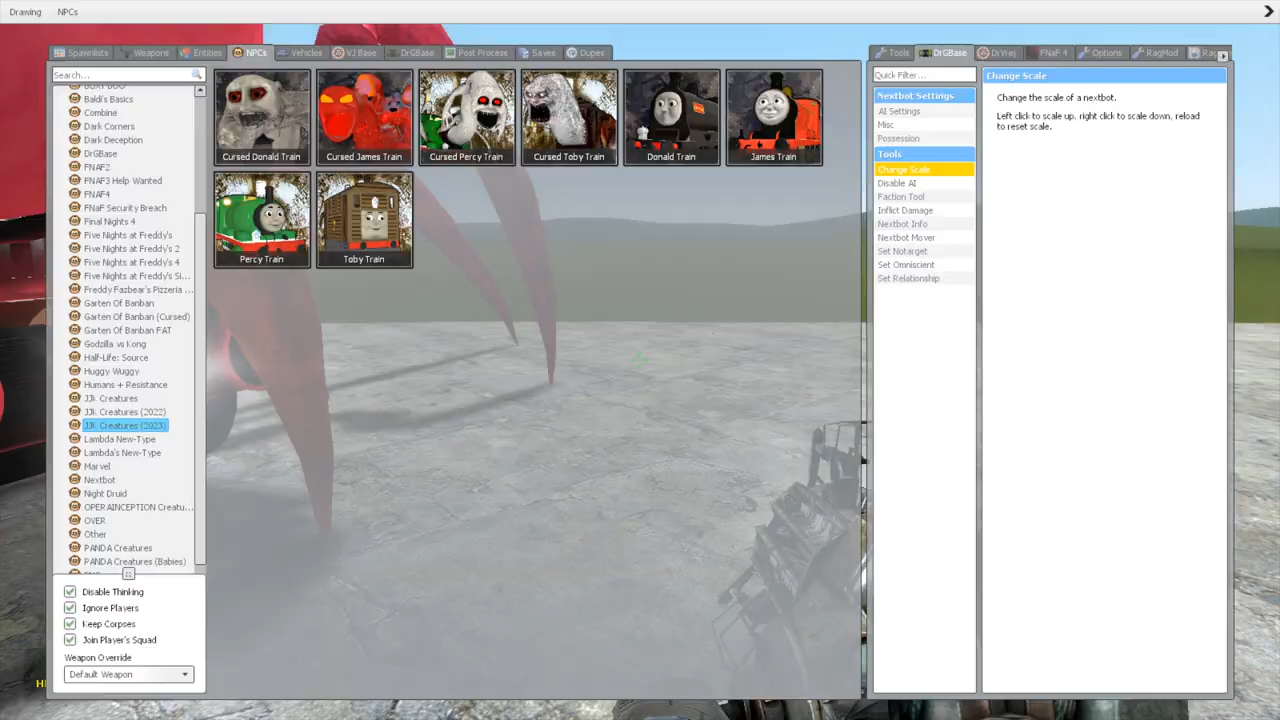 Drawing NPCs
Spawnlists Weapons Entities NPCs Vehicles VJ Base DrGBase Post Process Saves Dupes
Search...
Baldi's Basics
Combine
Dark Corners
Dark Deception
DrGBase
FNAF2
FNAF3 Help Wanted
FNAF4
FNaF Security Breach
Final Nights 4
Five Nights at Freddy's
Five Nights at Freddy's 2
Five Nights at Freddy's 4
Five Nights at Freddy's Si...
Freddy Fazbear's Pizzeria ...
Garten Of Banban
Garten Of Banban (Cursed)
Garten Of Banban FAT
Godzilla vs Kong
Half-Life: Source
Huggy Wuggy
Humans + Resistance
JJK Creatures
JJK Creatures (2022)
JJK Creatures (2023)
Lambda New-Type
Lambda's New-Type
Marvel
Nextbot
Night Druid
OPERAINCEPTION Creatu...
OVER
Other
PANDA Creatures
PANDA Creatures (Babies)
Disable Thinking
Ignore Players
Keep Corpses
Join Player's Squad
Weapon Override
Default Weapon
Cursed Donald Train Cursed James Train Cursed Percy Train Cursed Toby Train Donald Train James Train
Percy Train Toby Train
Tools DrGBase DrVrej FNaF 4 Options RagMod Rag
Quick Filter...
Nextbot Settings
AI Settings
Misc
Possession
Tools
Change Scale
Disable AI
Faction Tool
Inflict Damage
Nextbot Info
Nextbot Mover
Set Notarget
Set Omniscient
Set Relationship
Change Scale
Change the scale of a nextbot.
Left click to scale up, right click to scale down, reload
to reset scale.